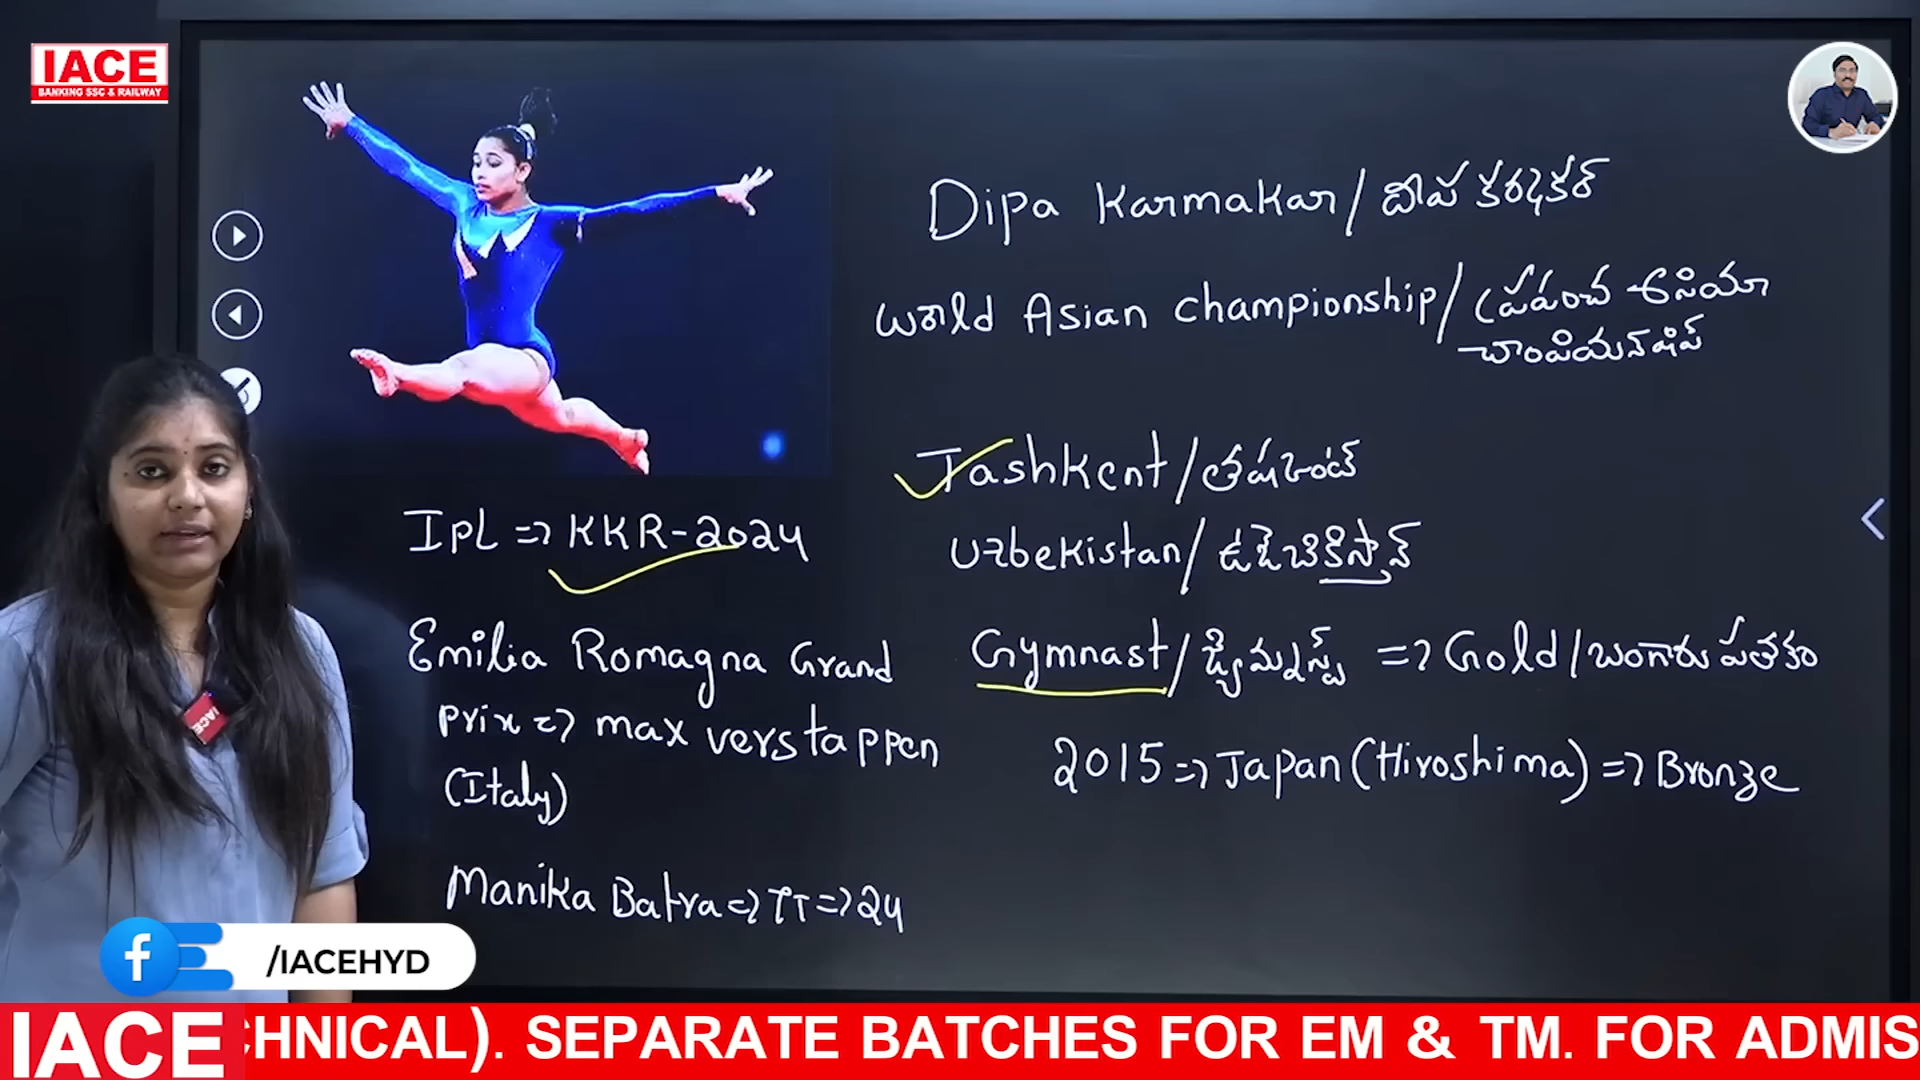 IACE
BANKING SSC & RAILWAY
Dipa Karmakar / దీప కర్మకర్
World Asian Championship / ప్రపంచ ఆసియా
చాంపియన్‌షిప్
Tashkent / తాష్కెంట్
Uzbekistan / ఉజ్బెకిస్తాన్
Gymnast / => Gold / బంగారు పతకం
2015 => Japan (Hiroshima) => Bronze
IPL => KKR-2024
Emilia Romagna Grand
Prix => max verstappen
(Italy)
Manika Batra => TT => 24
IACE
/IACEHYD
IACE CHNICAL). SEPARATE BATCHES FOR EM & TM. FOR ADMIS